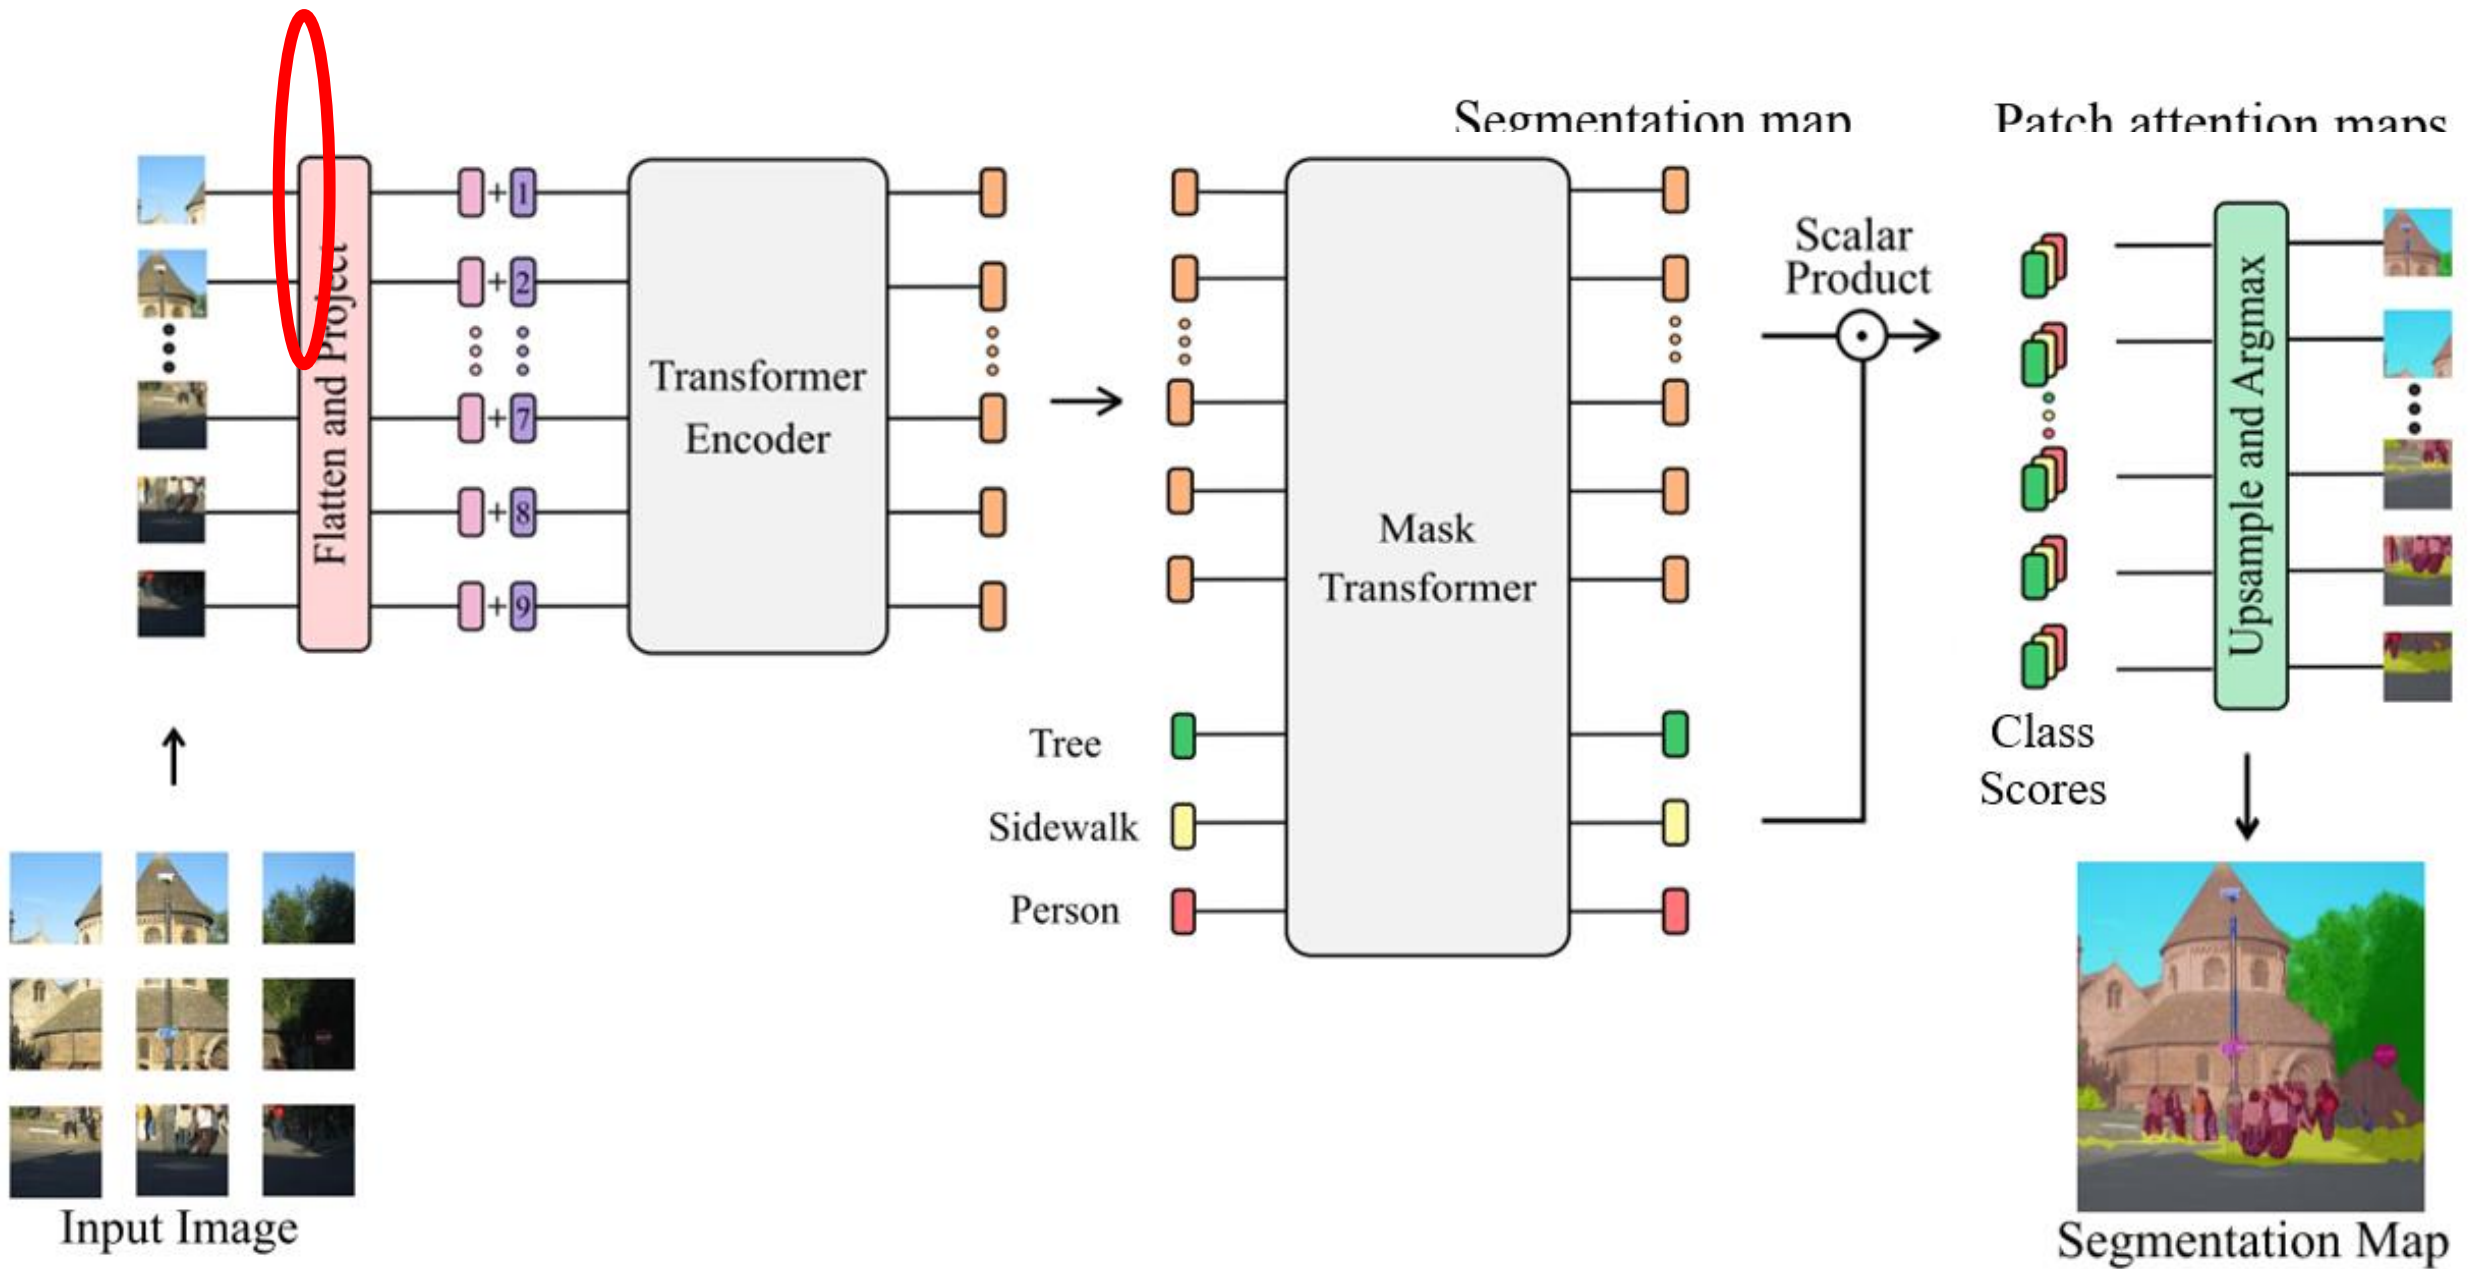 Segmentation map
Patch attention maps
Flatten and Project
+ 1
+ 2
+ 7
+ 8
+ 9
Transformer
Encoder
Mask
Transformer
Tree
Sidewalk
Person
Scalar
Product
Class
Scores
Upsample and Argmax
Input Image
Segmentation Map